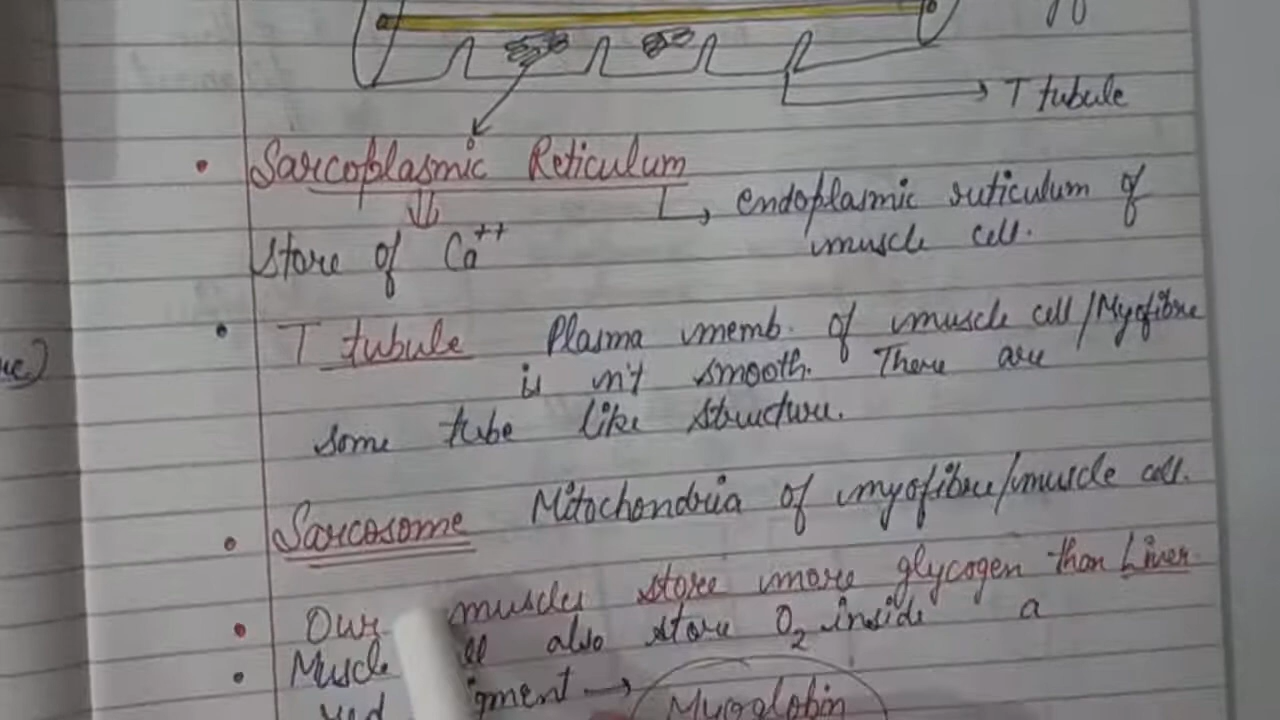 T tubule
Sarcoplasmic Reticulum
endoplasmic reticulum of
muscle cell.
store of Ca++
T tubule Plasma memb. of muscle cell/Myofibre
is n't smooth. There are
some tube like structure.
Sarcosome Mitochondria of myofibre/muscle cell.
Our muscles store more glycogen than Liver
Muscle also store O2 inside a
red → Myoglobin